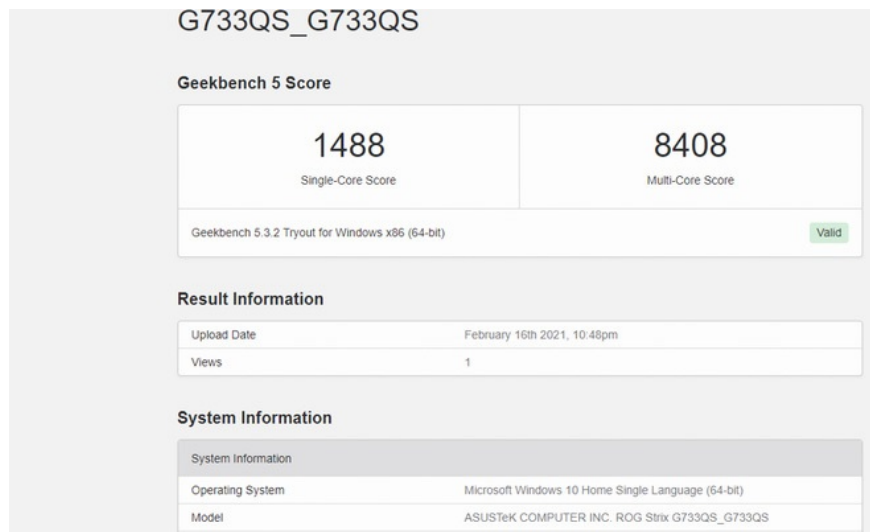 G733QS_G733QS
Geekbench 5 Score
1488 8408
Single-Core Score Multi-Core Score
Geekbench 5.3.2 Tryout for Windows x86 (64-bit) Valid
Result Information
Upload Date February 16th 2021, 10:48pm
Views 1
System Information
System Information
Operating System Microsoft Windows 10 Home Single Language (64-bit)
Model ASUSTeK COMPUTER INC. ROG Strix G733QS_G733QS